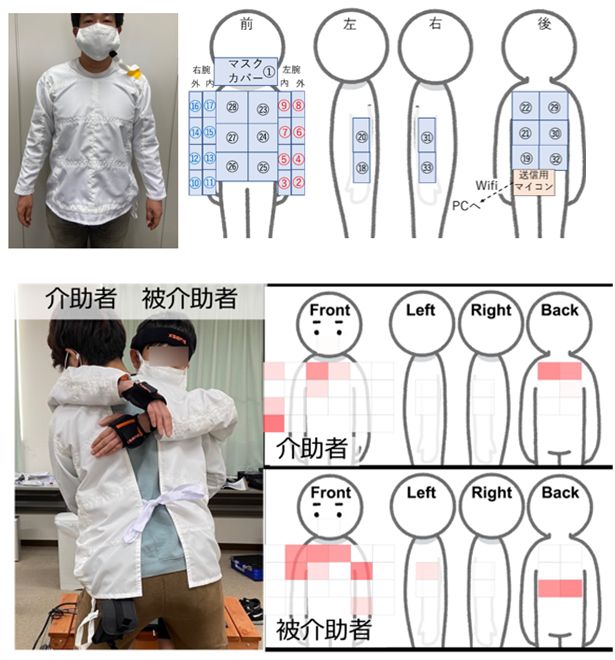 前
左
右
後
右腕
外 内
左腕
内 外
マスク
カバー ①
⑯ ⑰ ㉘ ㉓ ⑨ ⑧
⑭ ⑮ ㉗ ㉔ ⑦ ⑥
⑫ ⑬ ㉖ ㉕ ⑤ ④
⑩ ⑪ ③ ②
⑳
⑱
㉛
㉝
㉒ ㉙
㉑ ㉚
⑲ ㉜
送信用
マイコン
Wifi
PCへ
介助者 被介助者
Front Left Right Back
介助者
Front Left Right Back
被介助者